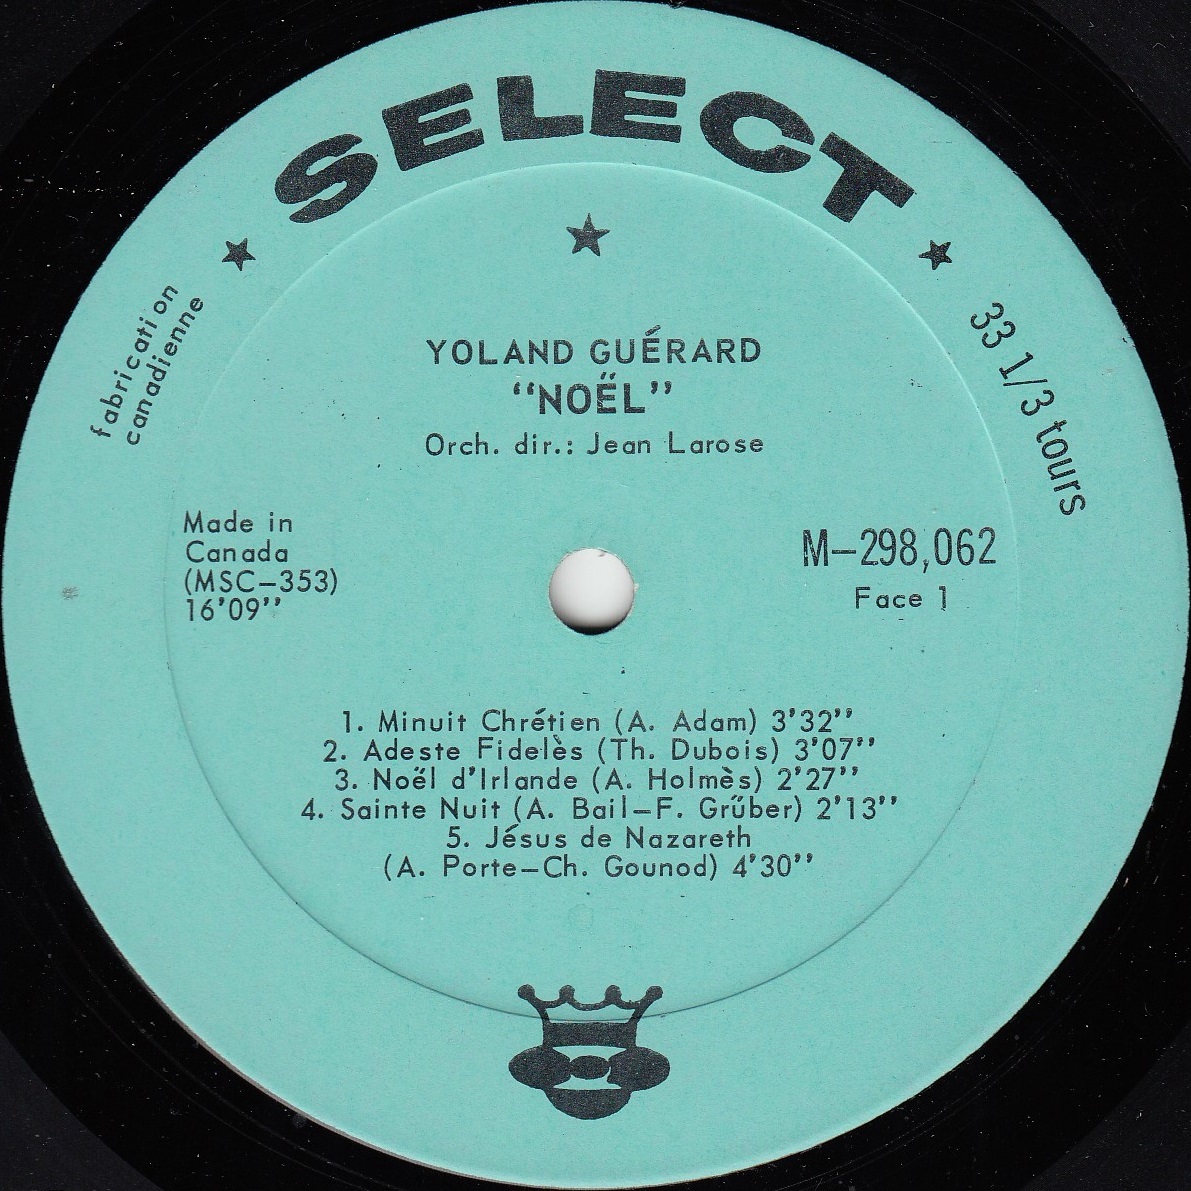 SELECT
fabrication
canadienne
33 1/3 tours
YOLAND GUÉRARD
“NOËL”
Orch. dir.: Jean Larose
Made in
Canada
(MSC–353)
16'09''
M–298,062
Face 1
1. Minuit Chrétien (A. Adam) 3'32''
2. Adeste Fidelès (Th. Dubois) 3'07''
3. Noël d'Irlande (A. Holmès) 2'27''
4. Sainte Nuit (A. Bail–F. Grűber) 2'13''
5. Jésus de Nazareth
(A. Porte–Ch. Gounod) 4'30''